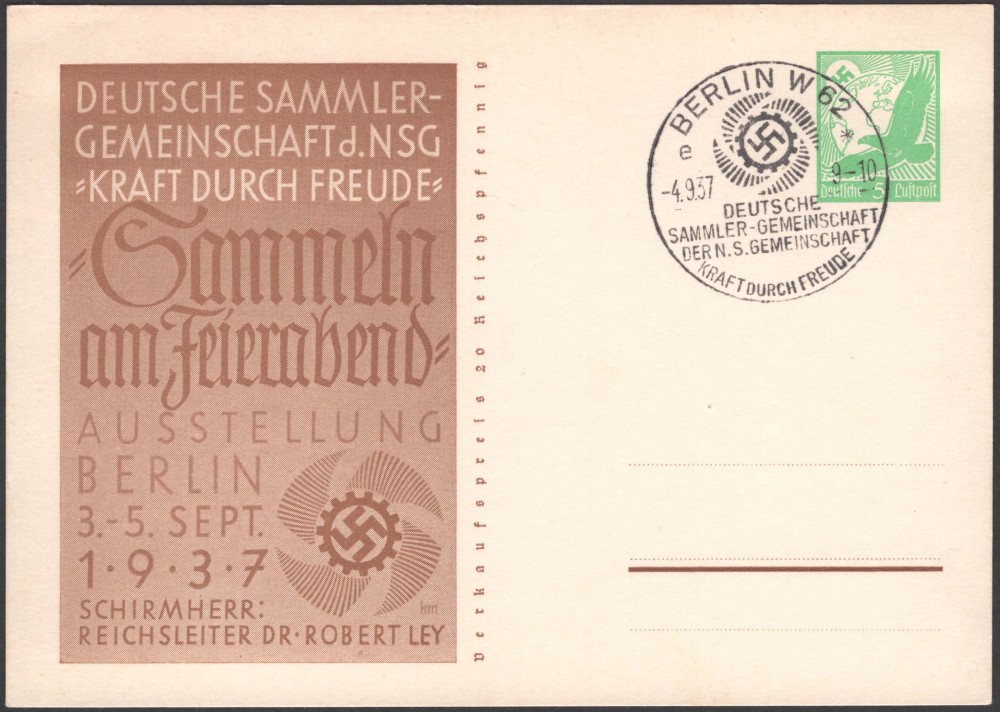 DEUTSCHE SAMMLER-
GEMEINSCHAFT d. NSG
"KRAFT DURCH FREUDE"
"Sammeln
am Feierabend"
AUSSTELLUNG
BERLIN
3.-5. SEPT.
1·9·3·7
SCHIRMHERR:
REICHSLEITER DR·ROBERT LEY
hm
Verkaufspreis 20 Reichspfennig
BERLIN W 62
*
e
-4.9.37
9-10
DEUTSCHE
SAMMLER-GEMEINSCHAFT
DER N.S.GEMEINSCHAFT
KRAFT DURCH FREUDE
Deutsche 5 Luftpost